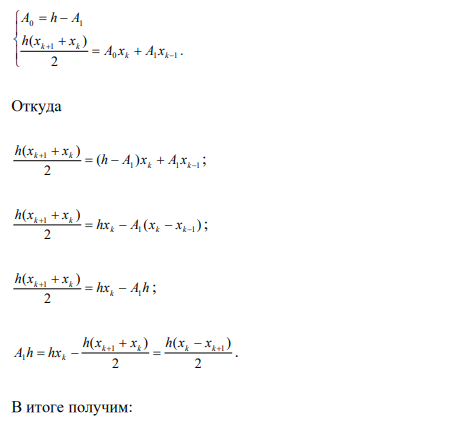 { A₀ = h − A₁
{ h(xₖ₊₁ + xₖ)/2 = A₀xₖ + A₁xₖ₋₁ .
Откуда
h(xₖ₊₁ + xₖ)/2 = (h − A₁)xₖ + A₁xₖ₋₁ ;
h(xₖ₊₁ + xₖ)/2 = hxₖ − A₁(xₖ − xₖ₋₁) ;
h(xₖ₊₁ + xₖ)/2 = hxₖ − A₁h ;
A₁h = hxₖ − h(xₖ₊₁ + xₖ)/2 = h(xₖ − xₖ₊₁)/2 .
В итоге получим: